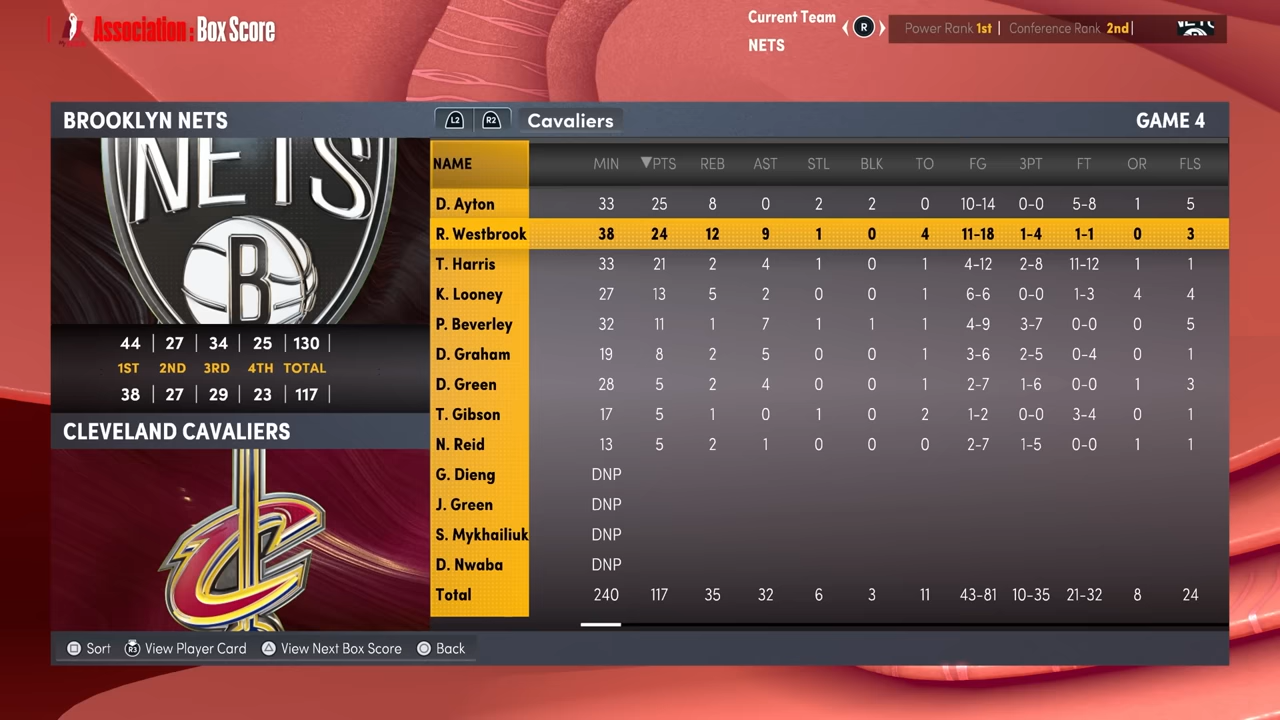 Association: Box Score
Current Team
NETS
R
Power Rank 1st | Conference Rank 2nd|
NETS
B
BROOKLYN NETS
L2 R2 Cavaliers
GAME 4
NETS
B
44 | 27 | 34 | 25 | 130 |
1ST 2ND 3RD 4TH TOTAL
38 | 27 | 29 | 23 | 117 |
CLEVELAND CAVALIERS
C
NAME MIN ▼PTS REB AST STL BLK TO FG 3PT FT OR FLS
D. Ayton 33 25 8 0 2 2 0 10-14 0-0 5-8 1 5
R. Westbrook 38 24 12 9 1 0 4 11-18 1-4 1-1 0 3
T. Harris 33 21 2 4 1 0 1 4-12 2-8 11-12 1 1
K. Looney 27 13 5 2 0 0 1 6-6 0-0 1-3 4 4
P. Beverley 32 11 1 7 1 1 1 4-9 3-7 0-0 0 5
D. Graham 19 8 2 5 0 0 1 3-6 2-5 0-4 0 1
D. Green 28 5 2 4 0 0 1 2-7 1-6 0-0 1 3
T. Gibson 17 5 1 0 1 0 2 1-2 0-0 3-4 0 1
N. Reid 13 5 2 1 0 0 0 2-7 1-5 0-0 1 1
G. Dieng DNP
J. Green DNP
S. Mykhailiuk DNP
D. Nwaba DNP
Total 240 117 35 32 6 3 11 43-81 10-35 21-32 8 24
Sort R3 View Player Card View Next Box Score Back